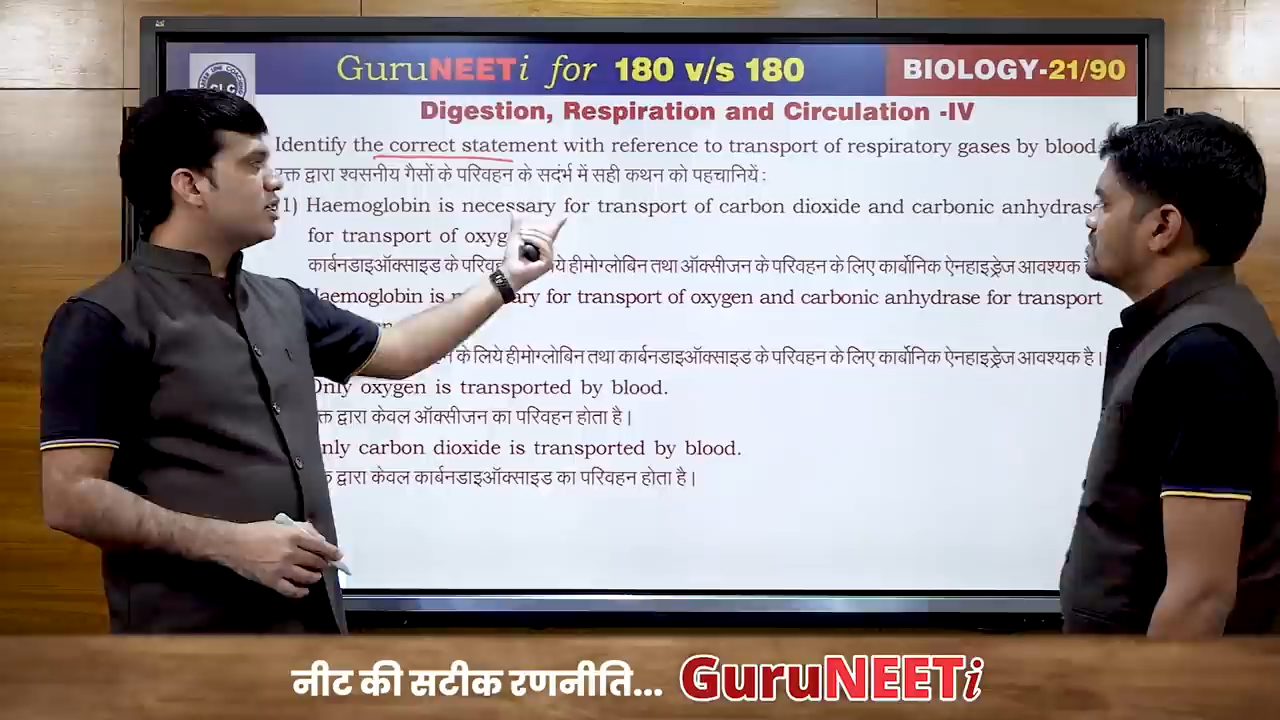 GuruNEETi for 180 v/s 180
BIOLOGY-21/90
CLC
Digestion, Respiration and Circulation -IV
Identify the correct statement with reference to transport of respiratory gases by blood
द्वारा श्वसनीय गैसों के परिवहन के सदंर्भ में सही कथन को पहचानियें :
1) Haemoglobin is necessary for transport of carbon dioxide and carbonic anhydrase
for transport of
कार्बनडाइऑक्साइड के हीमोग्लोबिन तथा ऑक्सीजन के परिवहन के लिए कार्बोनिक ऐनहाइड्रेज आवश्यक
Haemoglobin is for transport of oxygen and carbonic anhydrase for transport
के लिये हीमोग्लोबिन तथा कार्बनडाइऑक्साइड के परिवहन के लिए कार्बोनिक ऐनहाइड्रेज आवश्यक है।
Only oxygen is transported by blood.
द्वारा केवल ऑक्सीजन का परिवहन होता है।
only carbon dioxide is transported by blood.
द्वारा केवल कार्बनडाइऑक्साइड का परिवहन होता है।
नीट की सटीक रणनीति... GuruNEETi